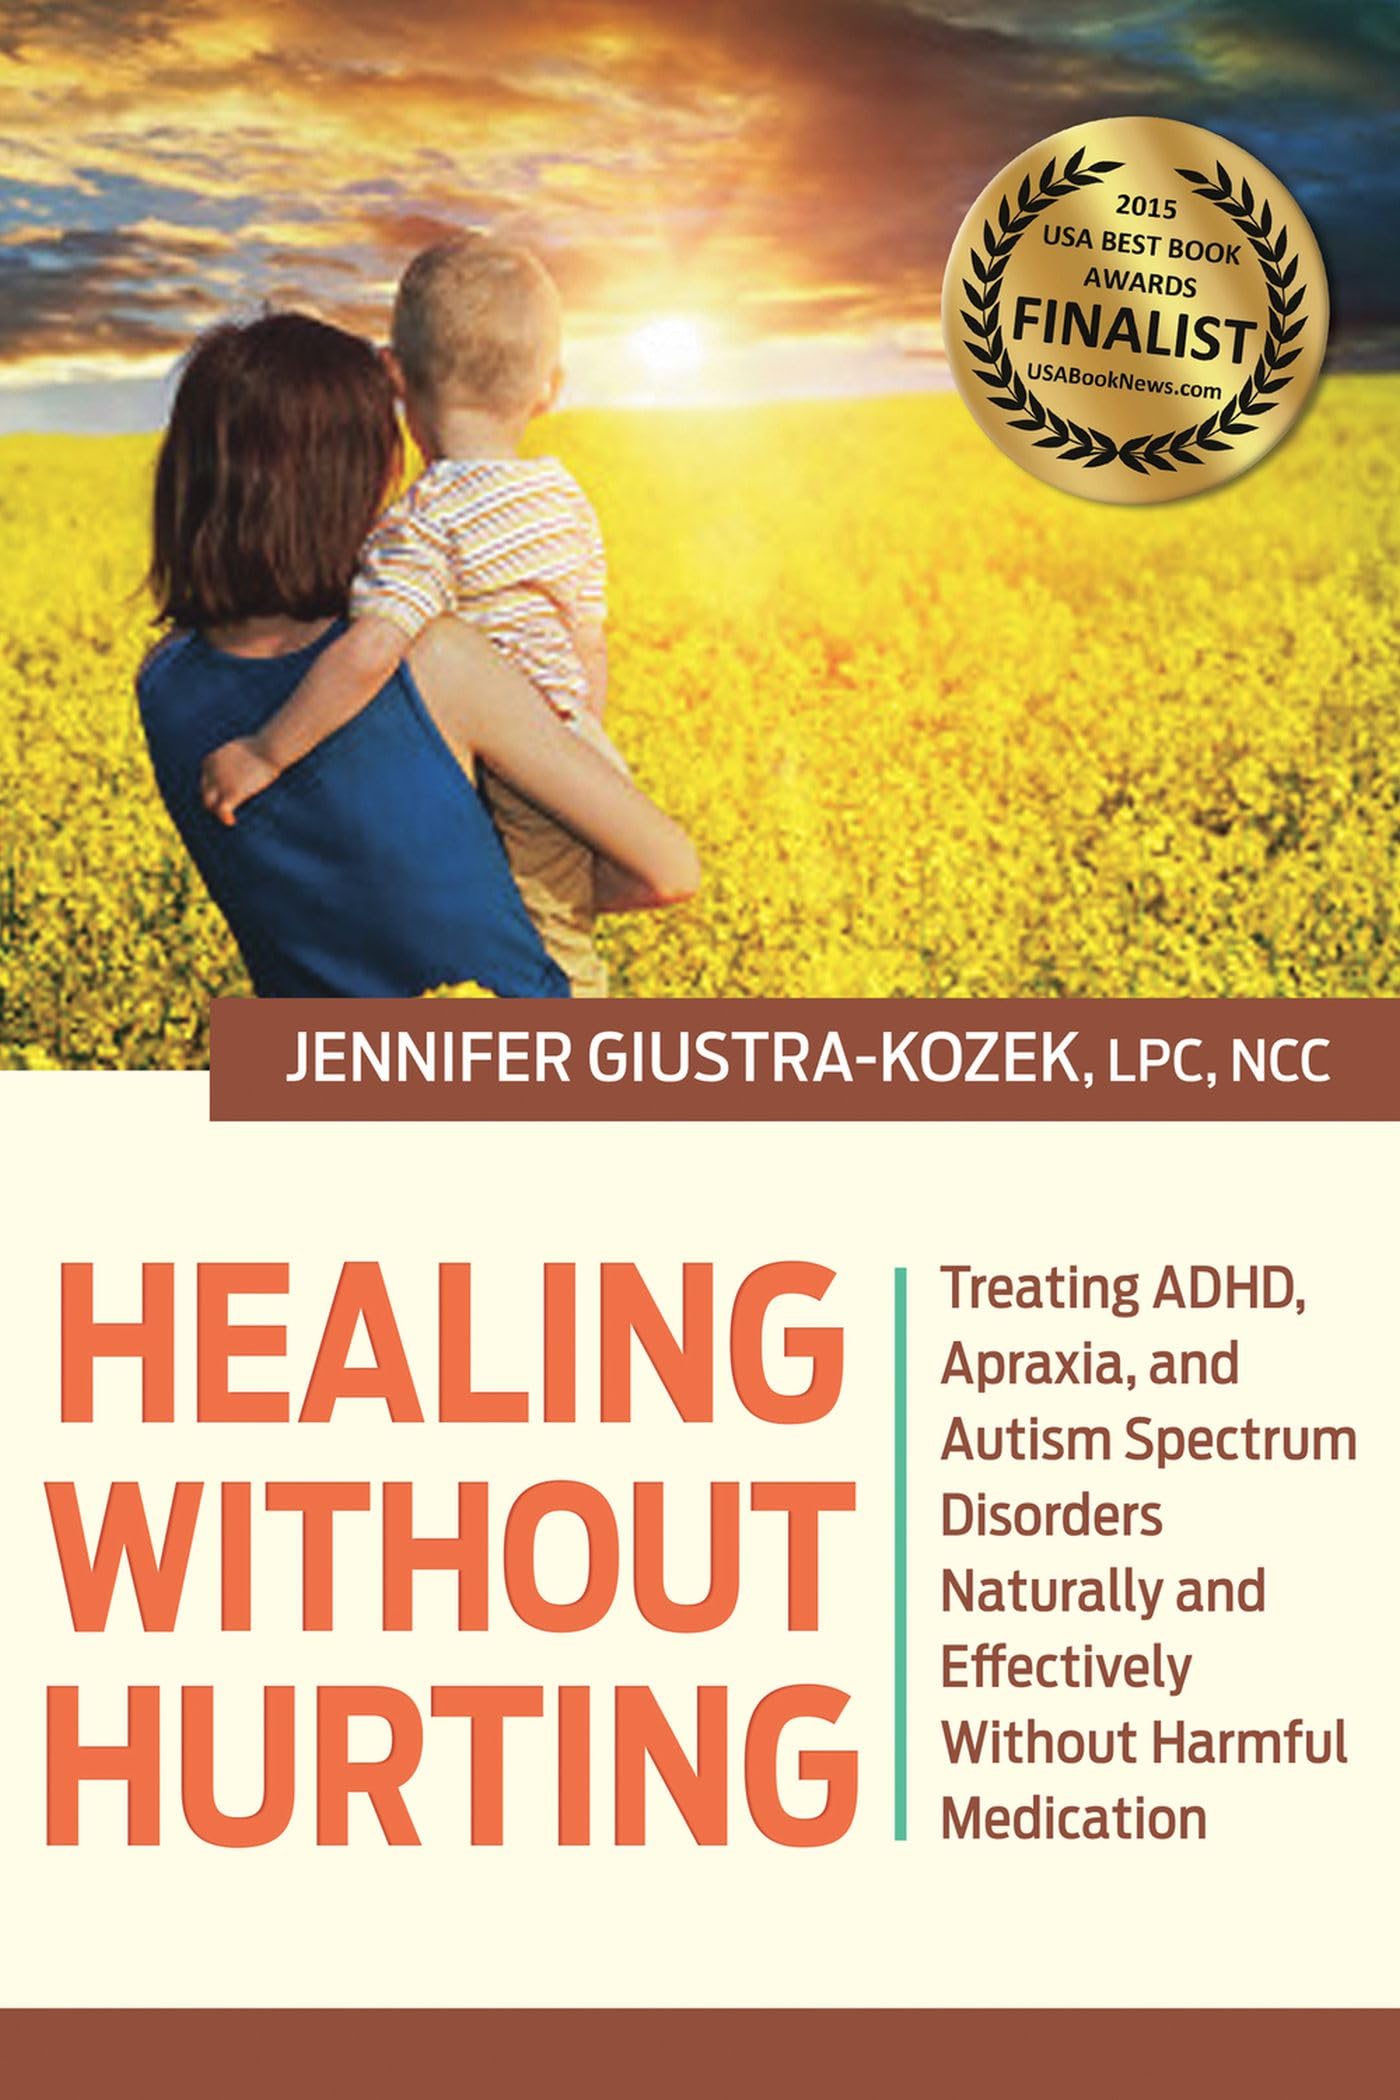 2015
USA BEST BOOK
AWARDS
FINALIST
USABookNews.com
JENNIFER GIUSTRA-KOZEK, LPC, NCC
HEALING
WITHOUT
HURTING
Treating ADHD,
Apraxia, and
Autism Spectrum
Disorders
Naturally and
Effectively
Without Harmful
Medication